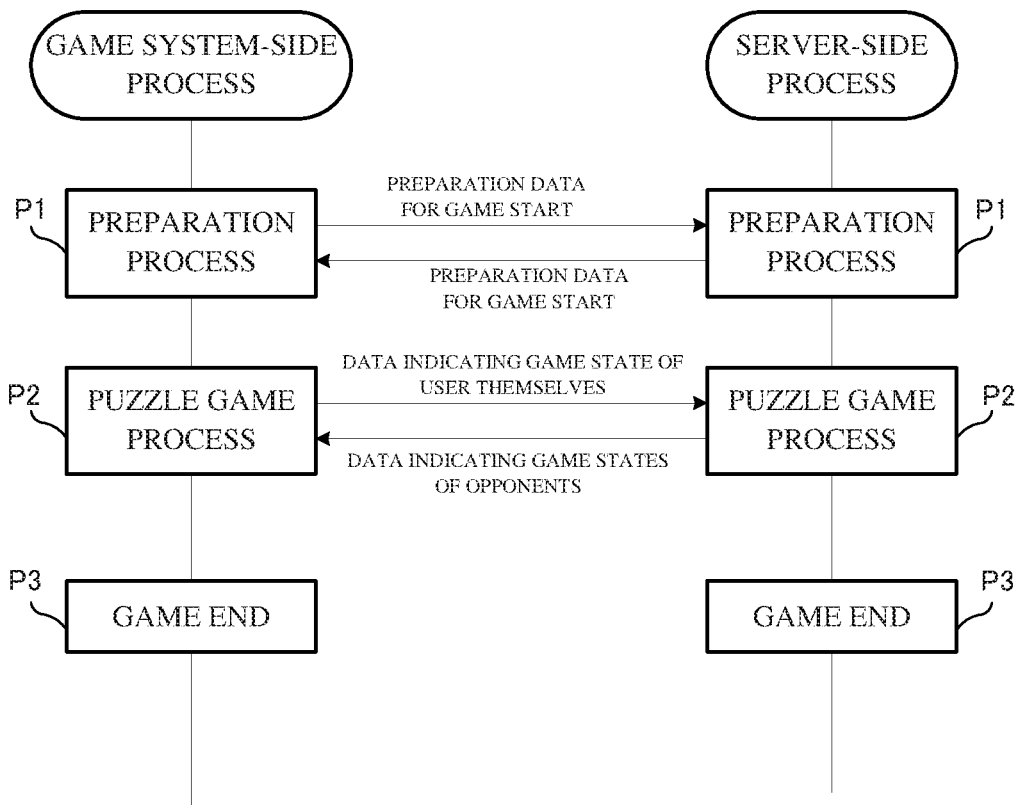 GAME SYSTEM-SIDE
PROCESS
SERVER-SIDE
PROCESS
P1
PREPARATION
PROCESS
PREPARATION DATA
FOR GAME START
PREPARATION DATA
FOR GAME START
PREPARATION
PROCESS
P1
P2
PUZZLE GAME
PROCESS
DATA INDICATING GAME STATE OF
USER THEMSELVES
DATA INDICATING GAME STATES
OF OPPONENTS
PUZZLE GAME
PROCESS
P2
P3
GAME END
GAME END
P3